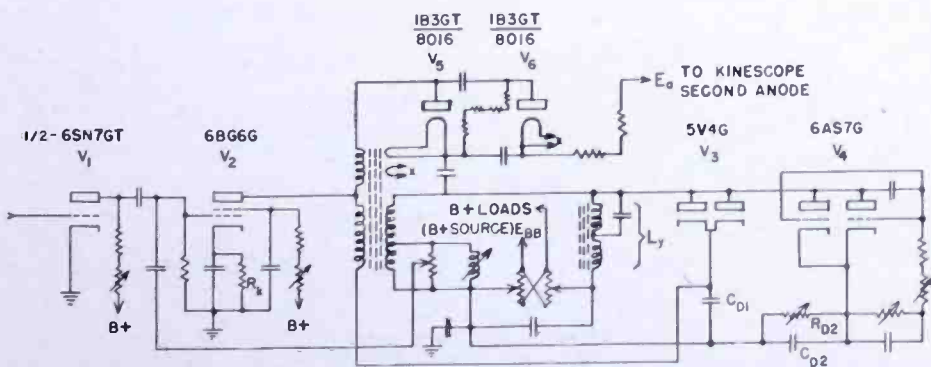 1B3GT
8016
V5
1B3GT
8016
V6
Ea TO KINESCOPE
SECOND ANODE
1/2-6SN7GT
V1
6BG6G
V2
5V4G
V3
6AS7G
V4
x
B+ LOADS
(B+ SOURCE) EBB
Ly
Rk
B+
B+
CD1
RD2
CD2